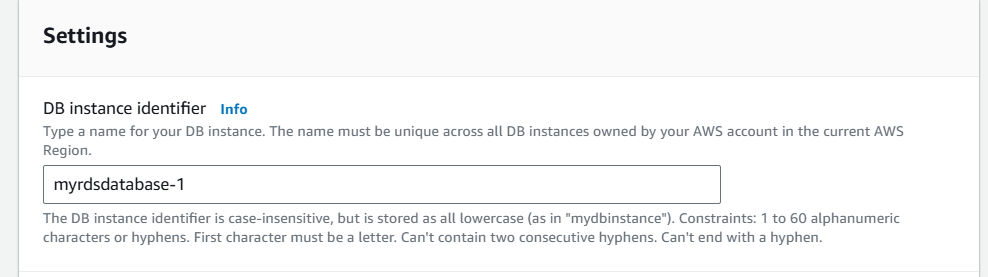 Settings
DB instance identifier Info
Type a name for your DB instance. The name must be unique across all DB instances owned by your AWS account in the current AWS
Region.
myrdsdatabase-1
The DB instance identifier is case-insensitive, but is stored as all lowercase (as in "mydbinstance"). Constraints: 1 to 60 alphanumeric
characters or hyphens. First character must be a letter. Can't contain two consecutive hyphens. Can't end with a hyphen.